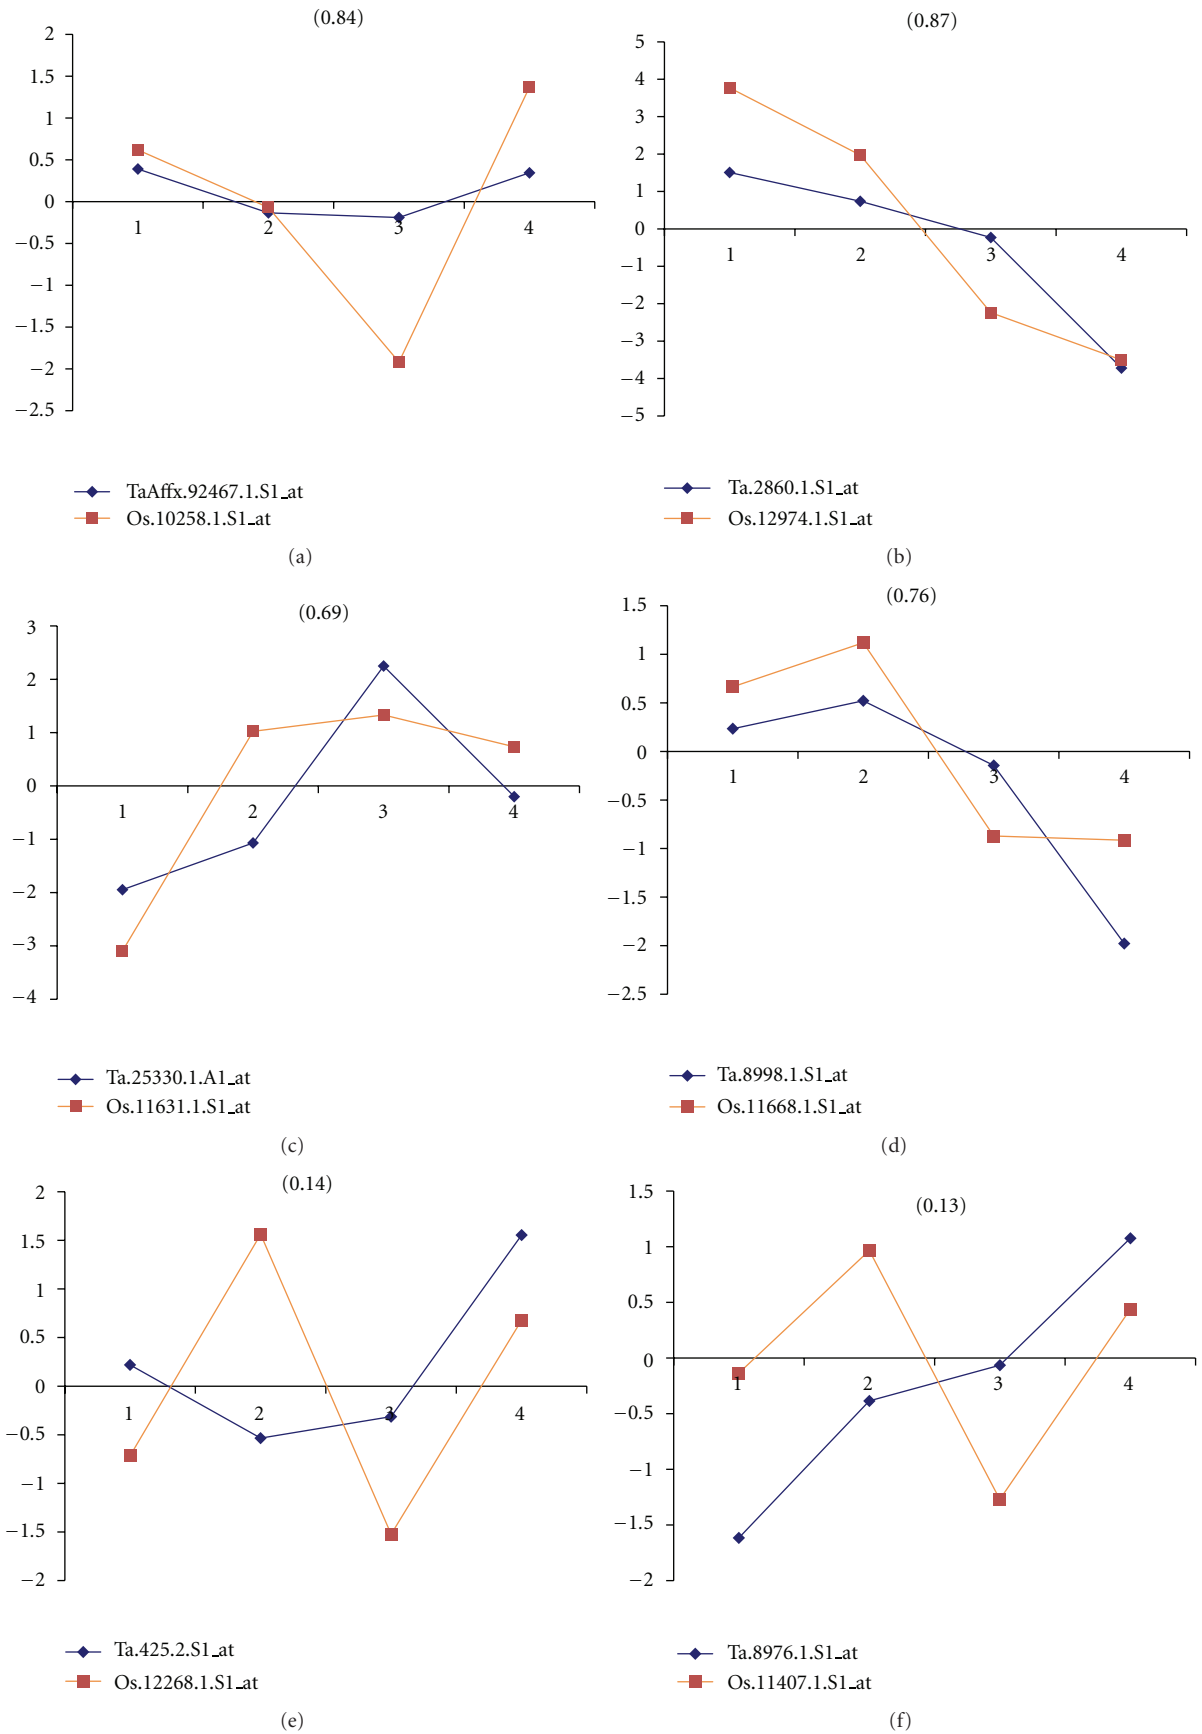 (0.84)
2
1.5
1
0.5
0
−0.5
−1
−1.5
−2
−2.5
1 2 3 4
TaAffx.92467.1.S1_at
Os.10258.1.S1_at
(a)
(0.87)
5
4
3
2
1
0
−1
−2
−3
−4
−5
1 2 3 4
Ta.2860.1.S1_at
Os.12974.1.S1_at
(b)
(0.69)
3
2
1
0
−1
−2
−3
−4
1 2 3 4
Ta.25330.1.A1_at
Os.11631.1.S1_at
(c)
(0.76)
1.5
1
0.5
0
−0.5
−1
−1.5
−2
−2.5
1 2 3 4
Ta.8998.1.S1_at
Os.11668.1.S1_at
(d)
(0.14)
2
1.5
1
0.5
0
−0.5
−1
−1.5
−2
1 2 3 4
Ta.425.2.S1_at
Os.12268.1.S1_at
(e)
(0.13)
1.5
1
0.5
0
−0.5
−1
−1.5
−2
1 2 3 4
Ta.8976.1.S1_at
Os.11407.1.S1_at
(f)